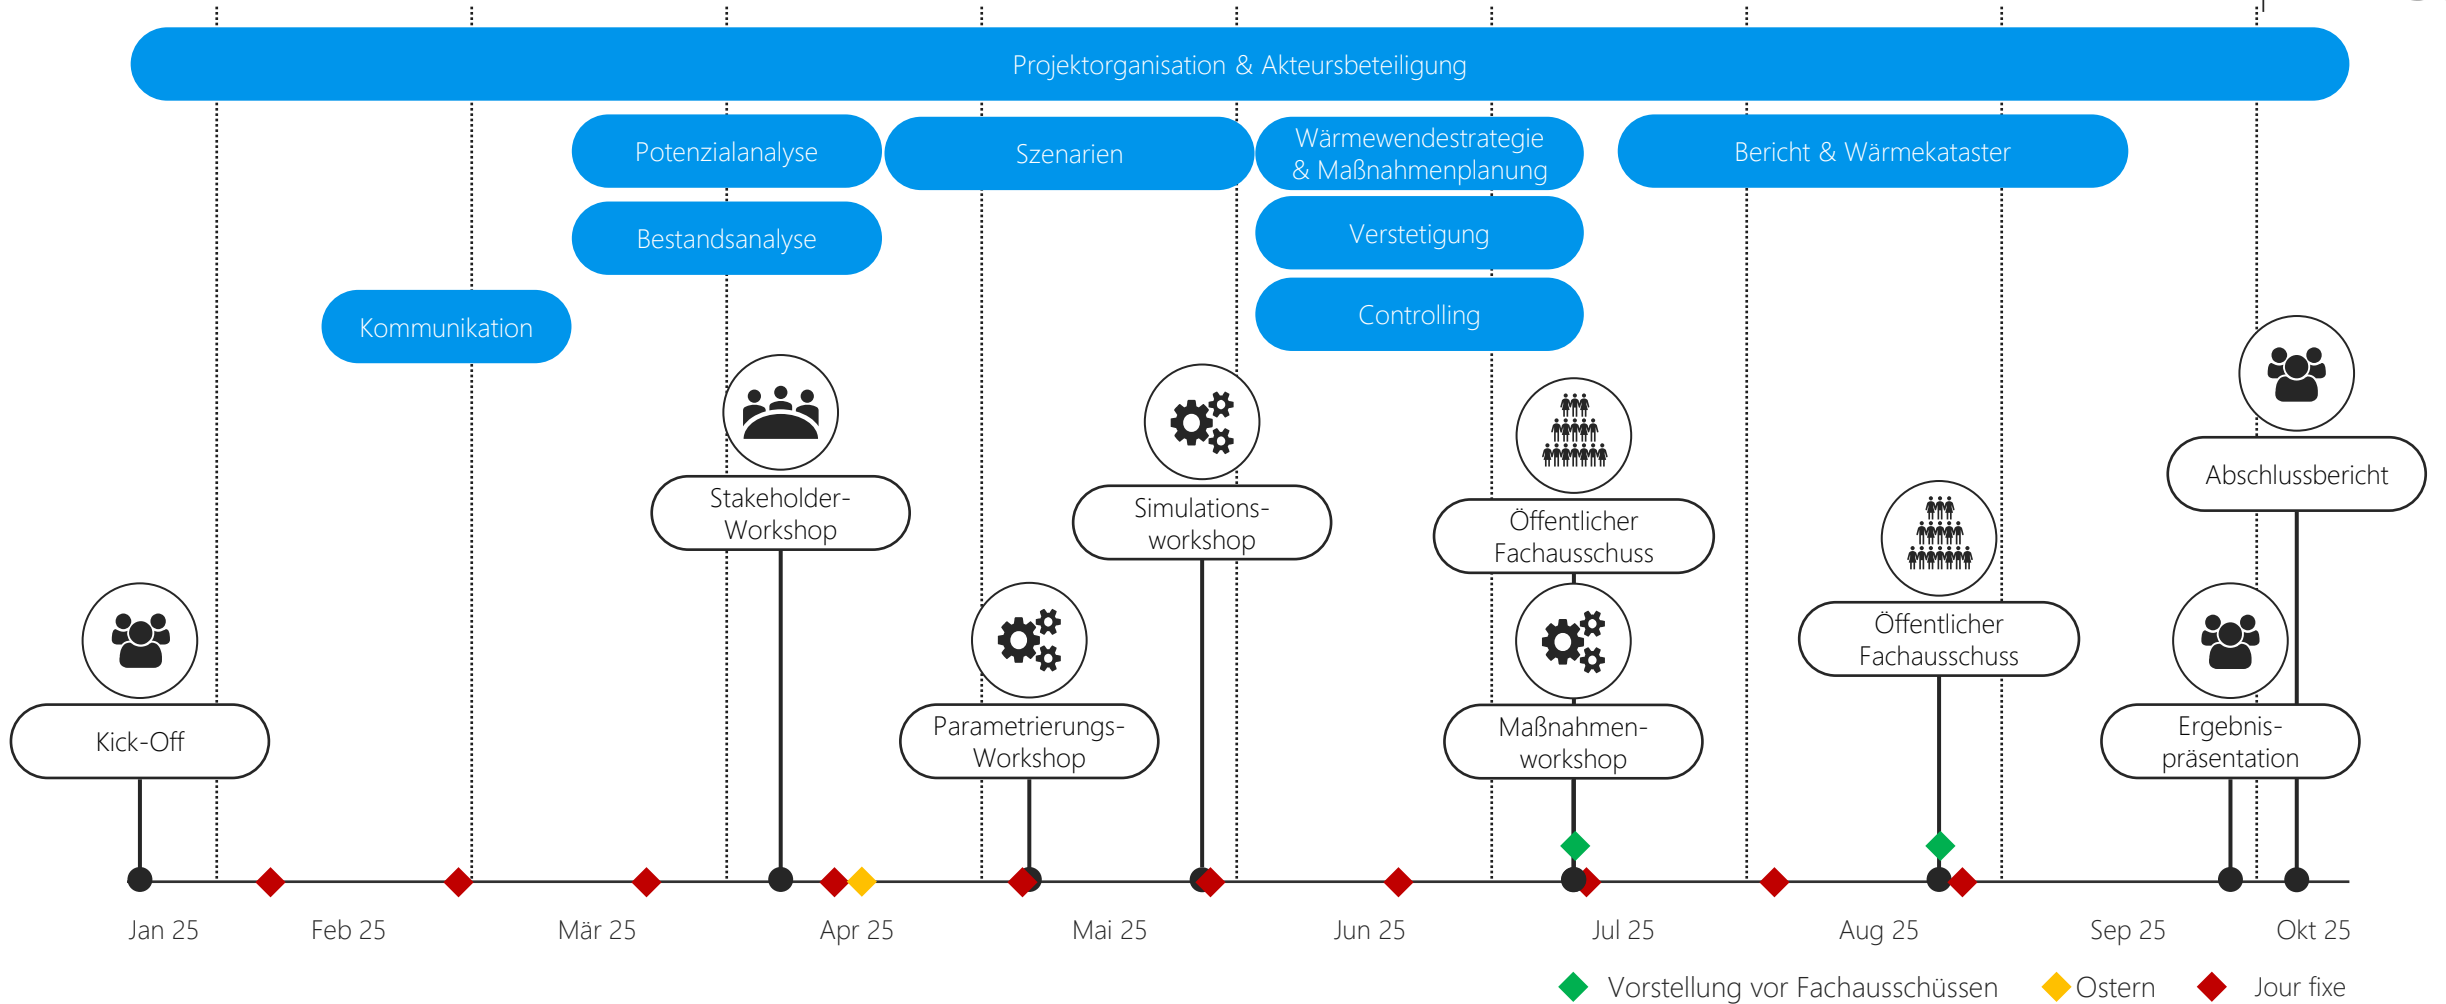 Projektorganisation & Akteursbeteiligung
Potenzialanalyse
Szenarien
Wärmewendestrategie
& Maßnahmenplanung
Bericht & Wärmekataster
Bestandsanalyse
Verstetigung
Kommunikation
Controlling
Stakeholder-
Workshop
Simulations-
workshop
Öffentlicher
Fachausschuss
Abschlussbericht
Öffentlicher
Fachausschuss
Kick-Off
Parametrierungs-
Workshop
Maßnahmen-
workshop
Ergebnis-
präsentation
Jan 25
Feb 25
Mär 25
Apr 25
Mai 25
Jun 25
Jul 25
Aug 25
Sep 25
Okt 25
Vorstellung vor Fachausschüssen
Ostern
Jour fixe